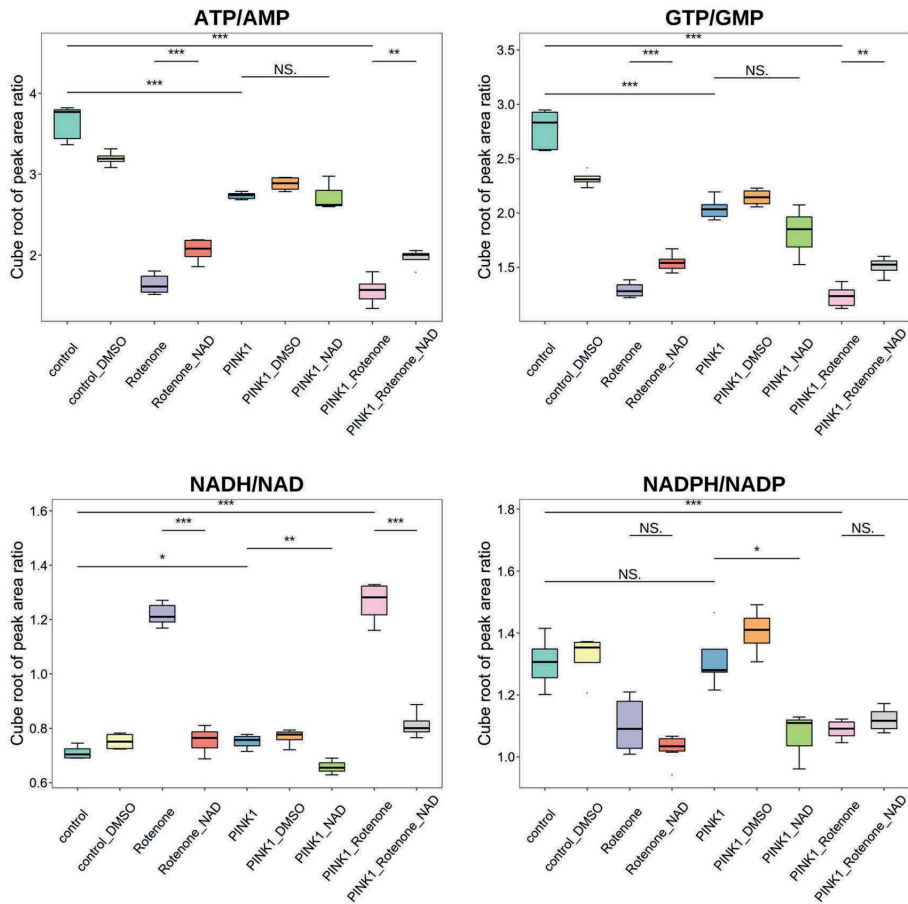 ATP/AMP
***
***
**
NS.
***
Cube root of peak area ratio
4
3
2
control
control_DMSO
Rotenone
Rotenone_NAD
PINK1
PINK1_DMSO
PINK1_NAD
PINK1_Rotenone
PINK1_Rotenone_NAD
GTP/GMP
***
***
**
NS.
***
Cube root of peak area ratio
3.5
3.0
2.5
2.0
1.5
control
control_DMSO
Rotenone
Rotenone_NAD
PINK1
PINK1_DMSO
PINK1_NAD
PINK1_Rotenone
PINK1_Rotenone_NAD
NADH/NAD
***
***
***
**
*
Cube root of peak area ratio
1.6
1.4
1.2
1.0
0.8
0.6
control
control_DMSO
Rotenone
Rotenone_NAD
PINK1
PINK1_DMSO
PINK1_NAD
PINK1_Rotenone
PINK1_Rotenone_NAD
NADPH/NADP
***
NS.
NS.
*
NS.
Cube root of peak area ratio
1.8
1.6
1.4
1.2
1.0
control
control_DMSO
Rotenone
Rotenone_NAD
PINK1
PINK1_DMSO
PINK1_NAD
PINK1_Rotenone
PINK1_Rotenone_NAD